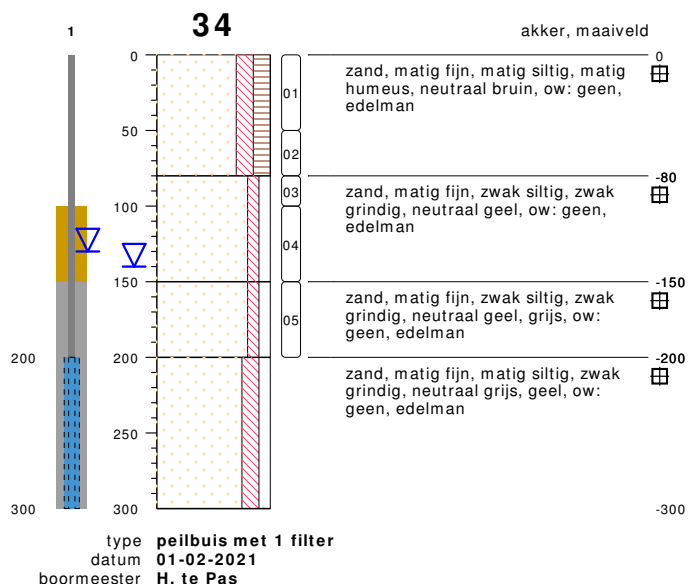 1
34
akker, maaiveld
0
0
zand, matig fijn, matig siltig, matig
humeus, neutraal bruin, ow: geen,
edelman
01
50
02
-80
zand, matig fijn, zwak siltig, zwak
grindig, neutraal geel, ow: geen,
edelman
03
100
04
150
-150
zand, matig fijn, zwak siltig, zwak
grindig, neutraal geel, grijs, ow:
geen, edelman
05
200
200
-200
zand, matig fijn, matig siltig, zwak
grindig, neutraal grijs, geel, ow:
geen, edelman
250
300
300
-300
type peilbuis met 1 filter
datum 01-02-2021
boormeester H. te Pas